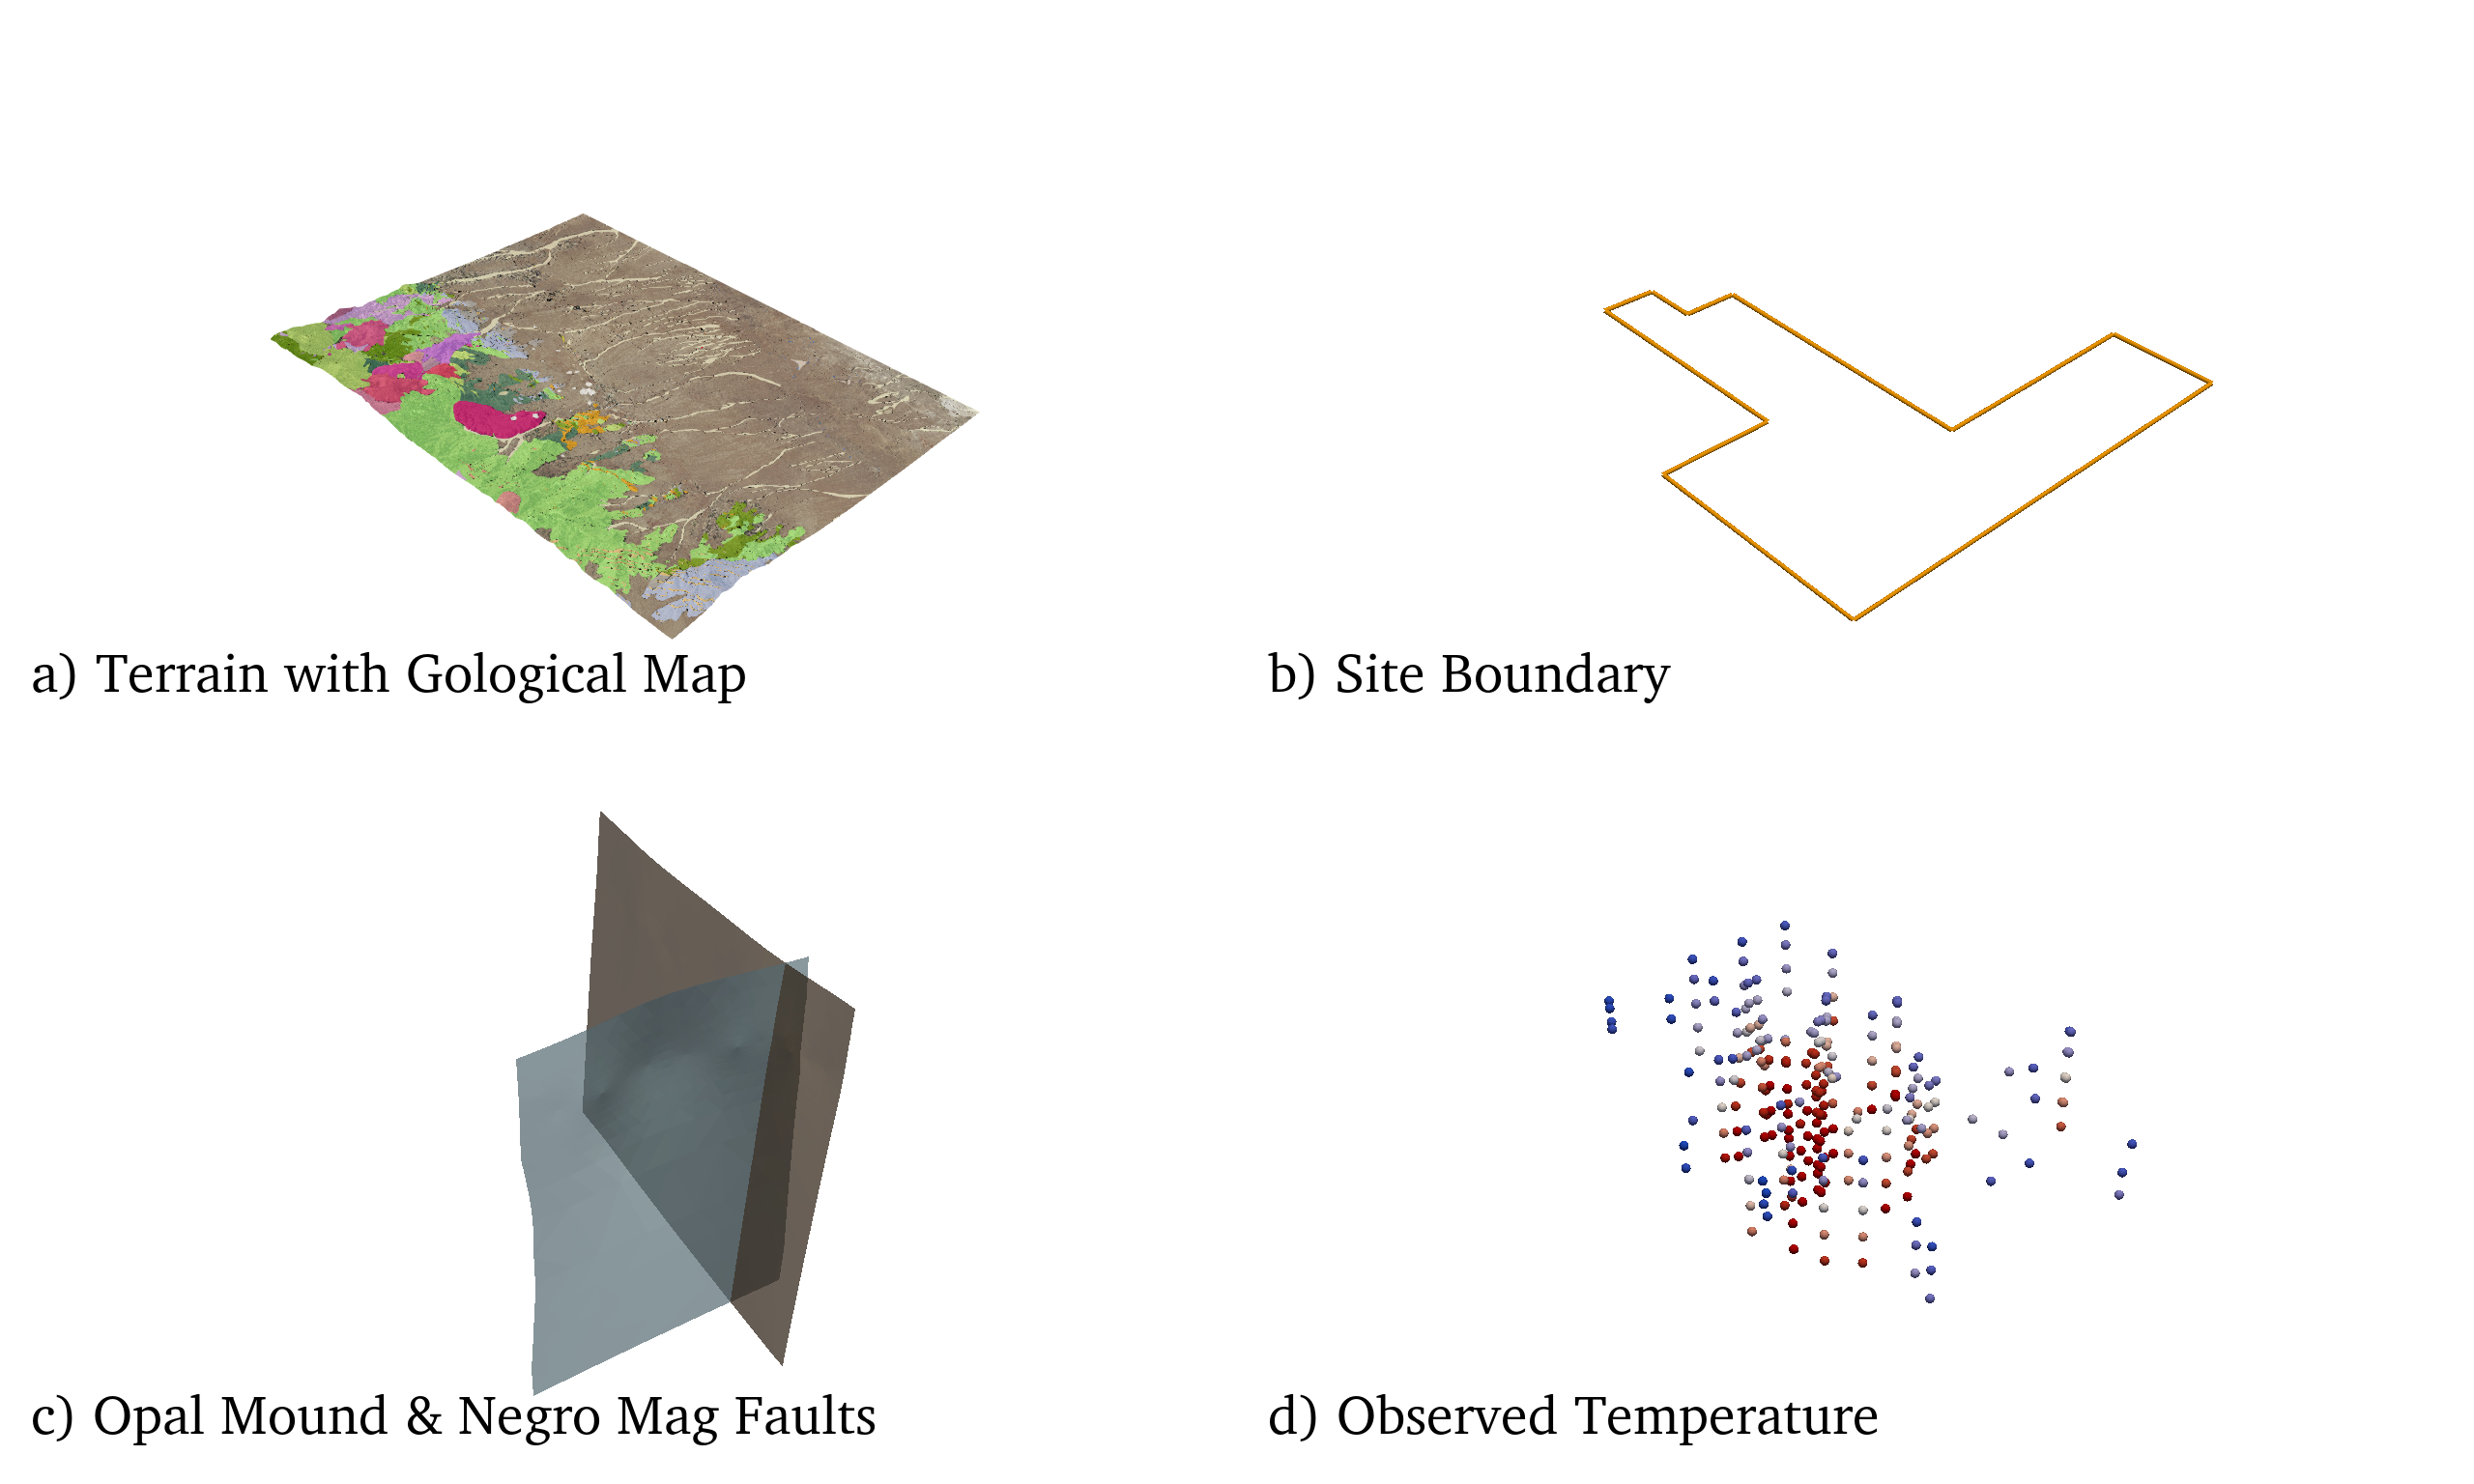 a) Terrain with Gological Map
b) Site Boundary
c) Opal Mound & Negro Mag Faults
d) Observed Temperature